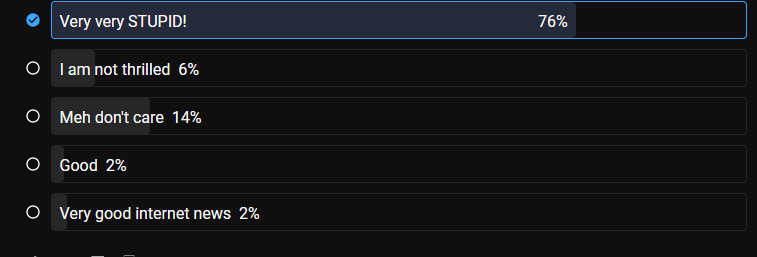 Very very STUPID! 76%
I am not thrilled 6%
Meh don't care 14%
Good 2%
Very good internet news 2%